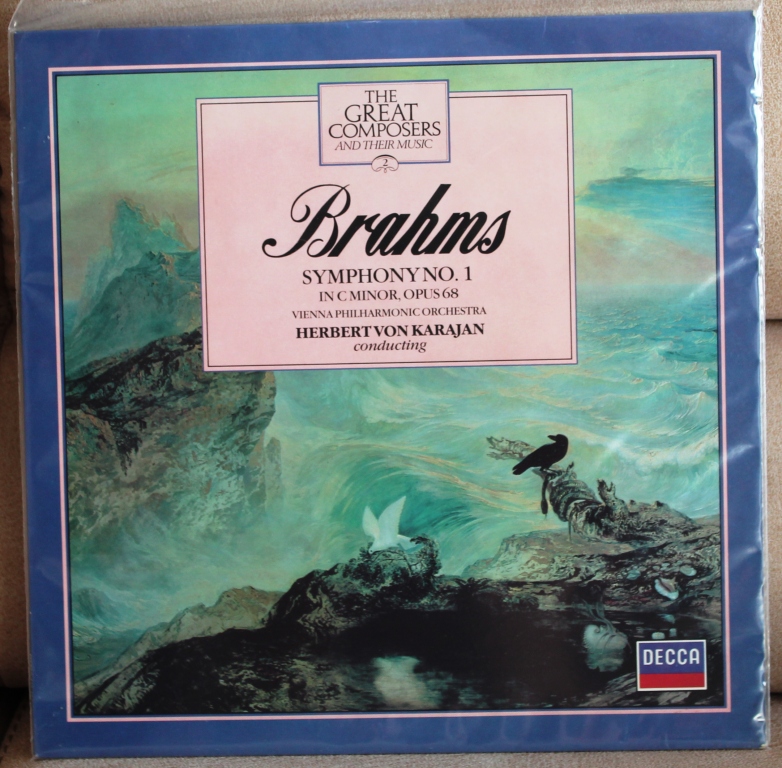 THE
GREAT
COMPOSERS
AND THEIR MUSIC
2
Brahms
SYMPHONY NO. 1
IN C MINOR, OPUS 68
VIENNA PHILHARMONIC ORCHESTRA
HERBERT VON KARAJAN
conducting
DECCA